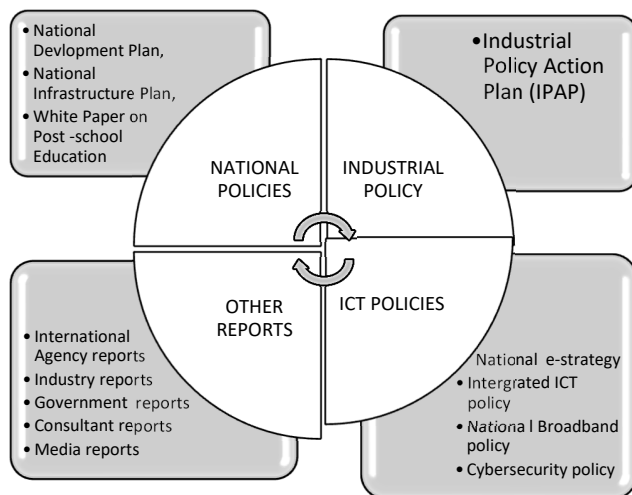 • National
Devlopment Plan,
• National
Infrastructure Plan,
• White Paper on
Post -school
Education
• Industrial
Policy Action
Plan (IPAP)
NATIONAL
POLICIES
INDUSTRIAL
POLICY
OTHER
REPORTS
ICT POLICIES
• International
Agency reports
• Industry reports
• Government reports
• Consultant reports
• Media reports
National e-strategy
• Intergrated ICT
policy
• National Broadband
policy
• Cybersecurity policy